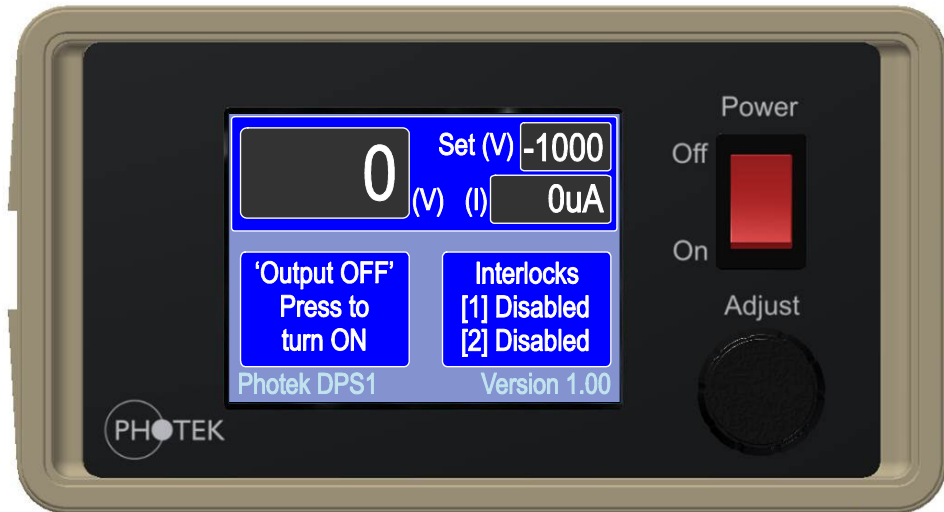 Power
Off
On
Adjust
0 (V)
Set (V) -1000
(I) 0uA
‘Output OFF’
Press to
turn ON
Interlocks
[1] Disabled
[2] Disabled
Photek DPS1
Version 1.00
PHOTEK